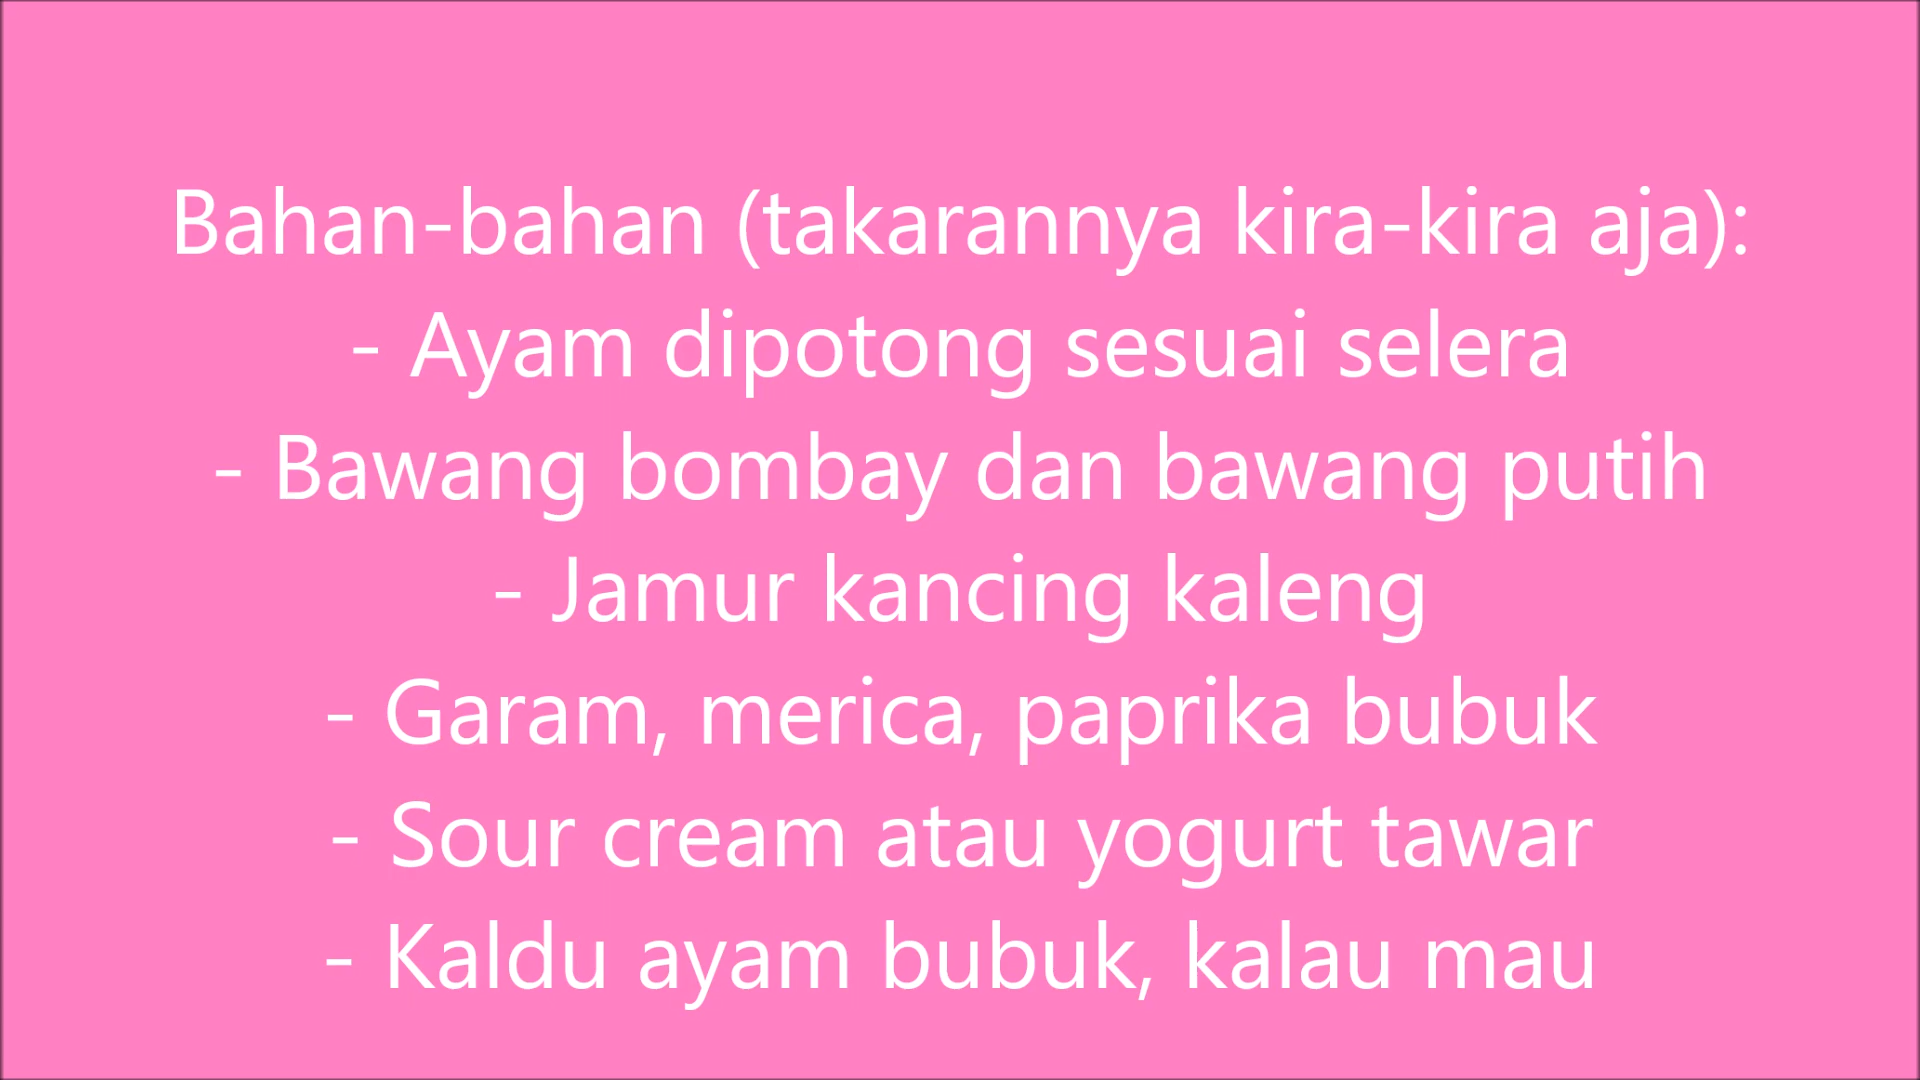 Bahan-bahan (takarannya kira-kira aja):
- Ayam dipotong sesuai selera
- Bawang bombay dan bawang putih
- Jamur kancing kaleng
- Garam, merica, paprika bubuk
- Sour cream atau yogurt tawar
- Kaldu ayam bubuk, kalau mau